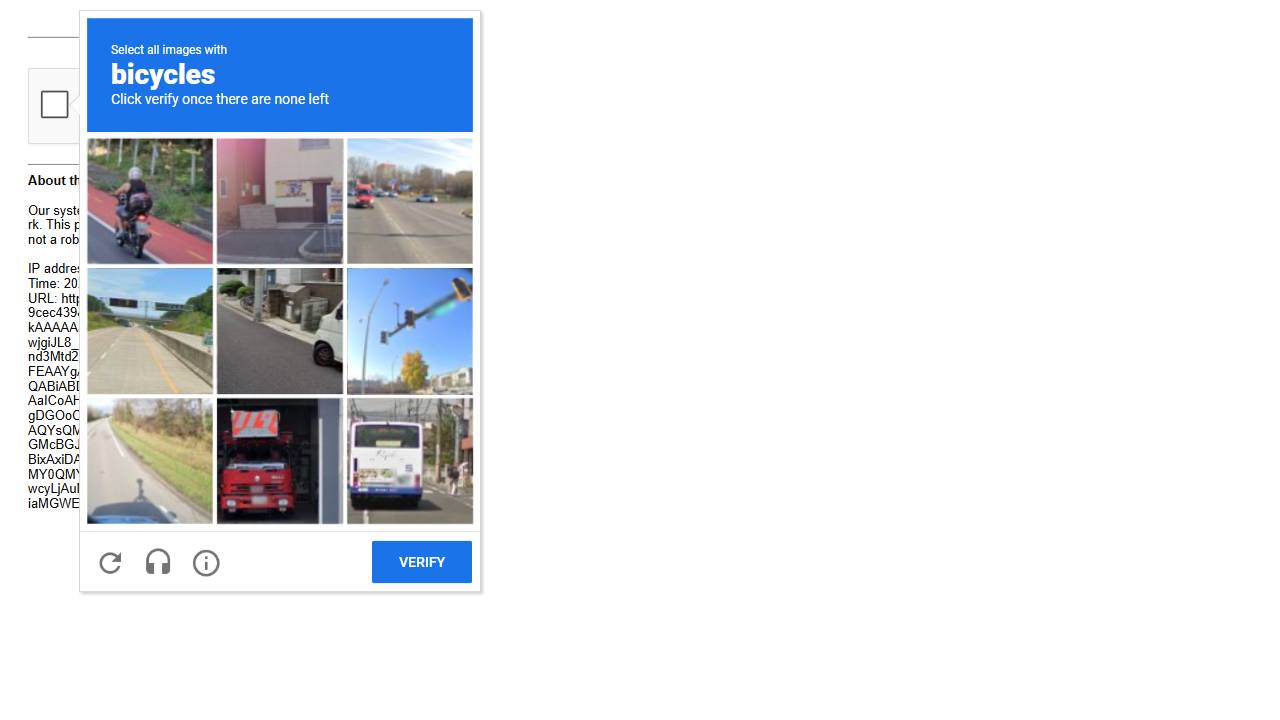 Select all images with
bicycles
Click verify once there are none left
About th
Our syste
rk. This p
not a rob
IP addres
Time: 20
URL: http
9cec439
kAAAAA
wjgiJL8_
nd3Mtd2
FEAAYg
QABiABI
AaICoAH
gDGOoC
AQYsQM
GMcBGJ
BixAxiDA
MY0QMY
wcyLjAuI
iaMGWE
VERIFY